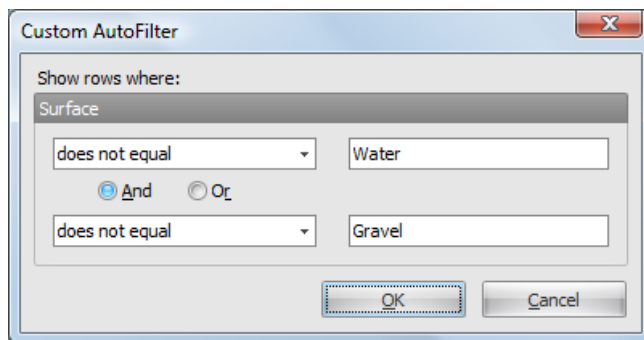 Custom AutoFilter
Show rows where:
Surface
does not equal Water
And Or
does not equal Gravel
OK Cancel